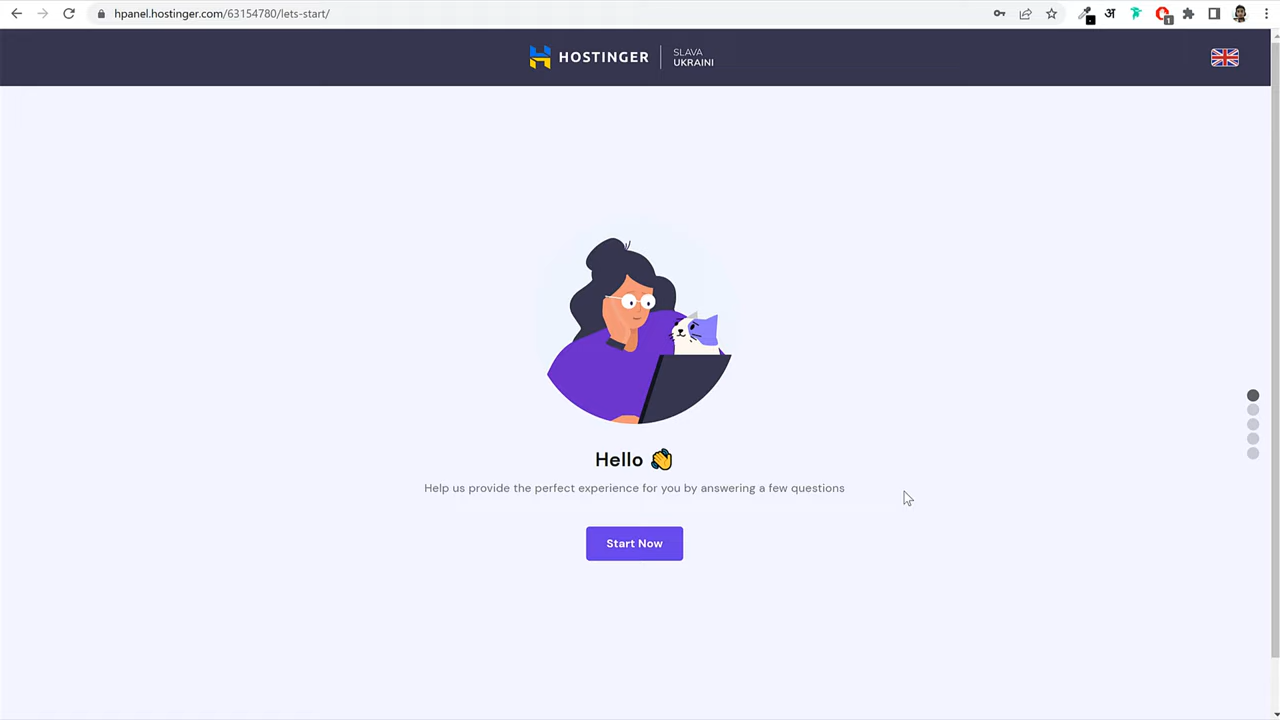 hpanel.hostinger.com/63154780/lets-start/
अ
1
HOSTINGER
SLAVA
UKRAINI
Hello 👋
Help us provide the perfect experience for you by answering a few questions
Start Now